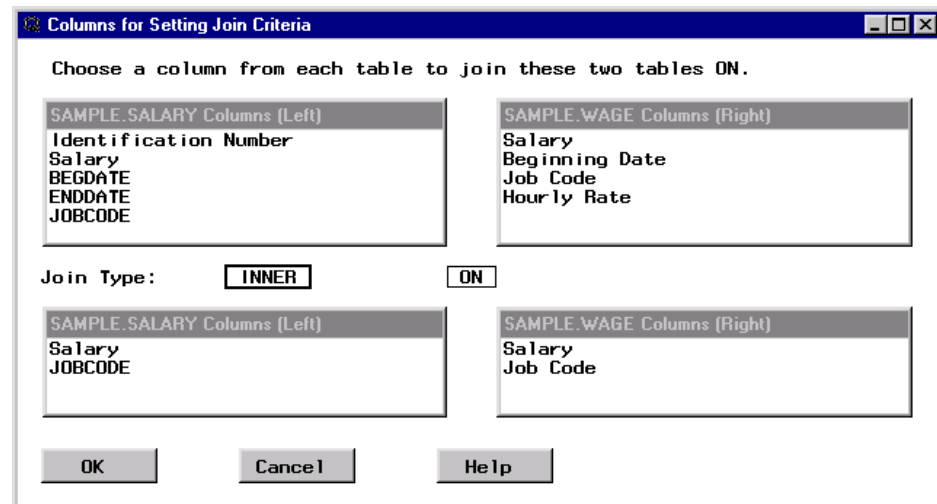 Columns for Setting Join Criteria
Choose a column from each table to join these two tables ON.
SAMPLE.SALARY Columns (Left)
Identification Number
Salary
BEGDATE
ENDDATE
JOBCODE
SAMPLE.WAGE Columns (Right)
Salary
Beginning Date
Job Code
Hourly Rate
Join Type: INNER ON
SAMPLE.SALARY Columns (Left)
Salary
JOBCODE
SAMPLE.WAGE Columns (Right)
Salary
Job Code
OK Cancel Help